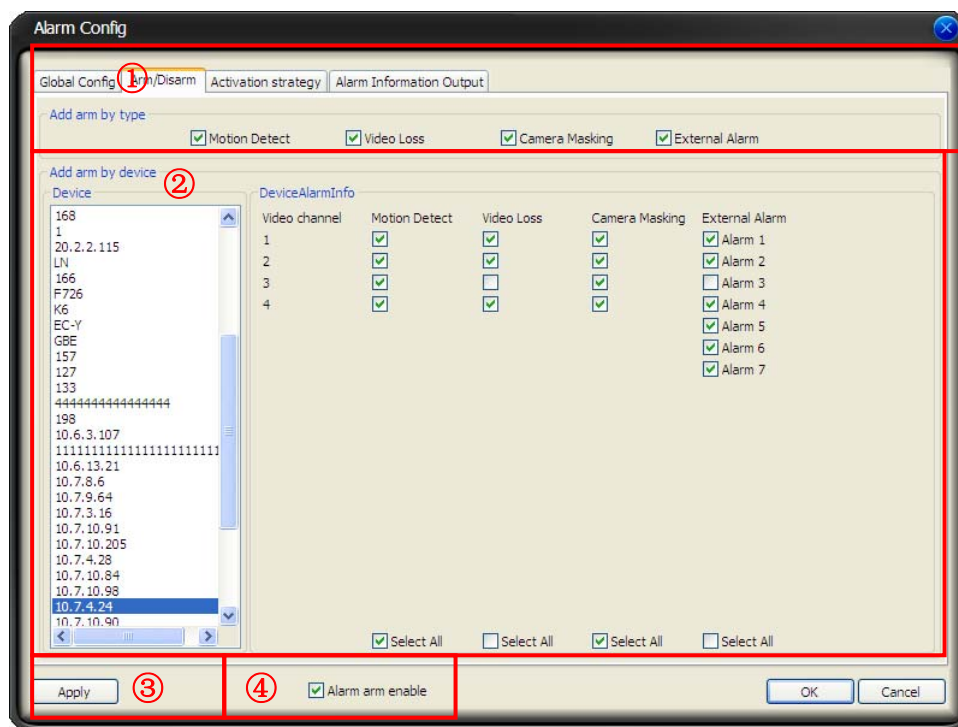 Alarm Config
Global Config ① Arm/Disarm Activation strategy Alarm Information Output
Add arm by type
Motion Detect Video Loss Camera Masking External Alarm
Add arm by device
②
Device
168
1
20.2.2.115
LN
166
F726
K6
EC-Y
GBE
157
127
133
4444444444444444
198
10.6.3.107
10.6.13.21
10.7.8.6
10.7.9.64
10.7.3.16
10.7.10.91
10.7.10.205
10.7.4.28
10.7.10.84
10.7.10.98
10.7.4.24
10.7.10.90
DeviceAlarmInfo
Video channel Motion Detect Video Loss Camera Masking External Alarm
1 Alarm 1
2 Alarm 2
3 Alarm 3
4 Alarm 4
Alarm 5
Alarm 6
Alarm 7
Select All Select All Select All Select All
Apply ③ ④ Alarm arm enable OK Cancel